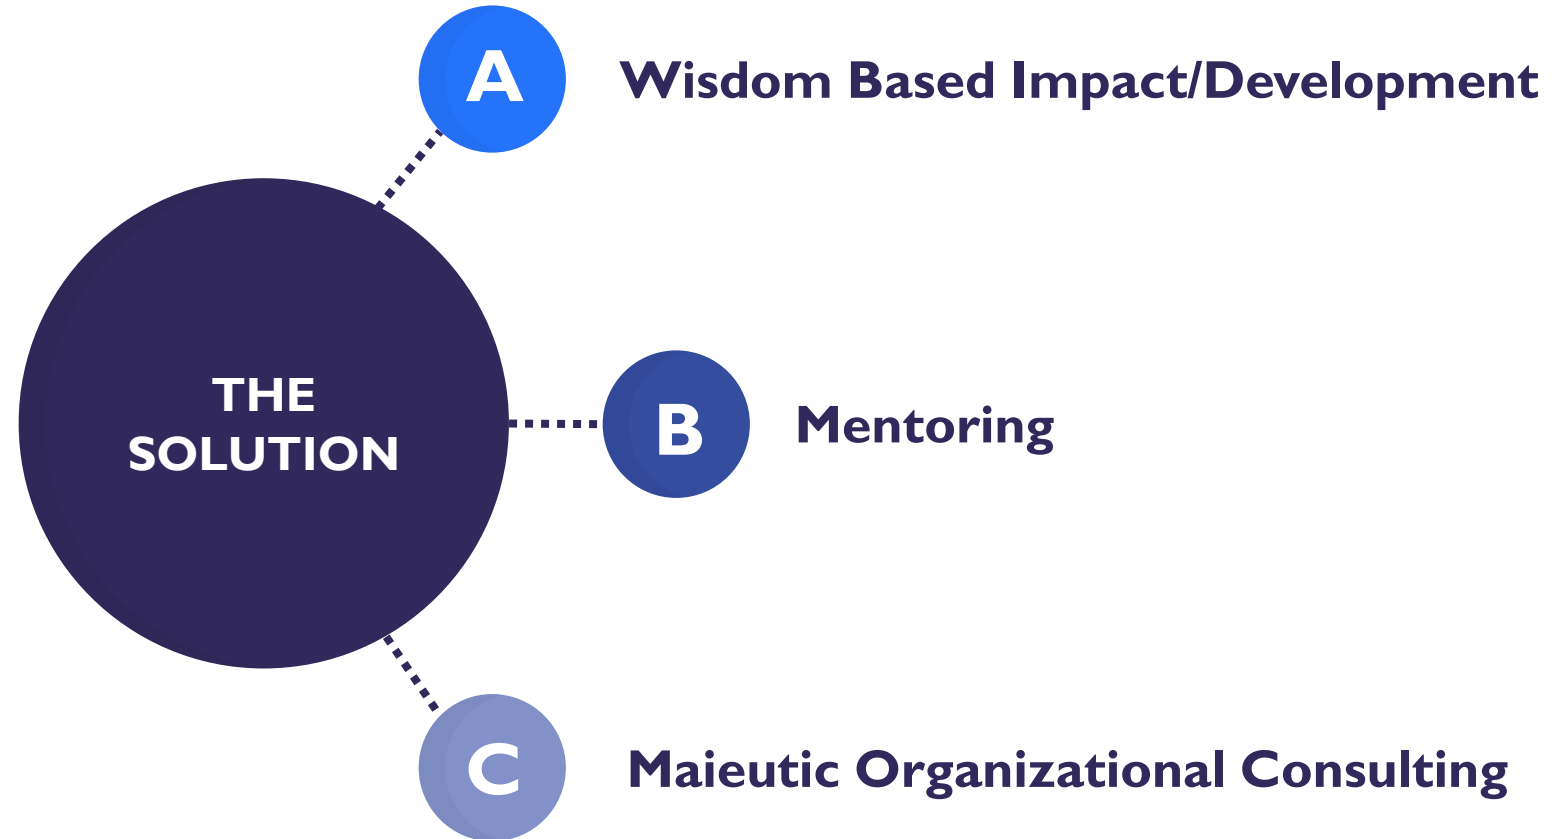 A
Wisdom Based Impact/Development
THE
SOLUTION
B
Mentoring
C
Maieutic Organizational Consulting